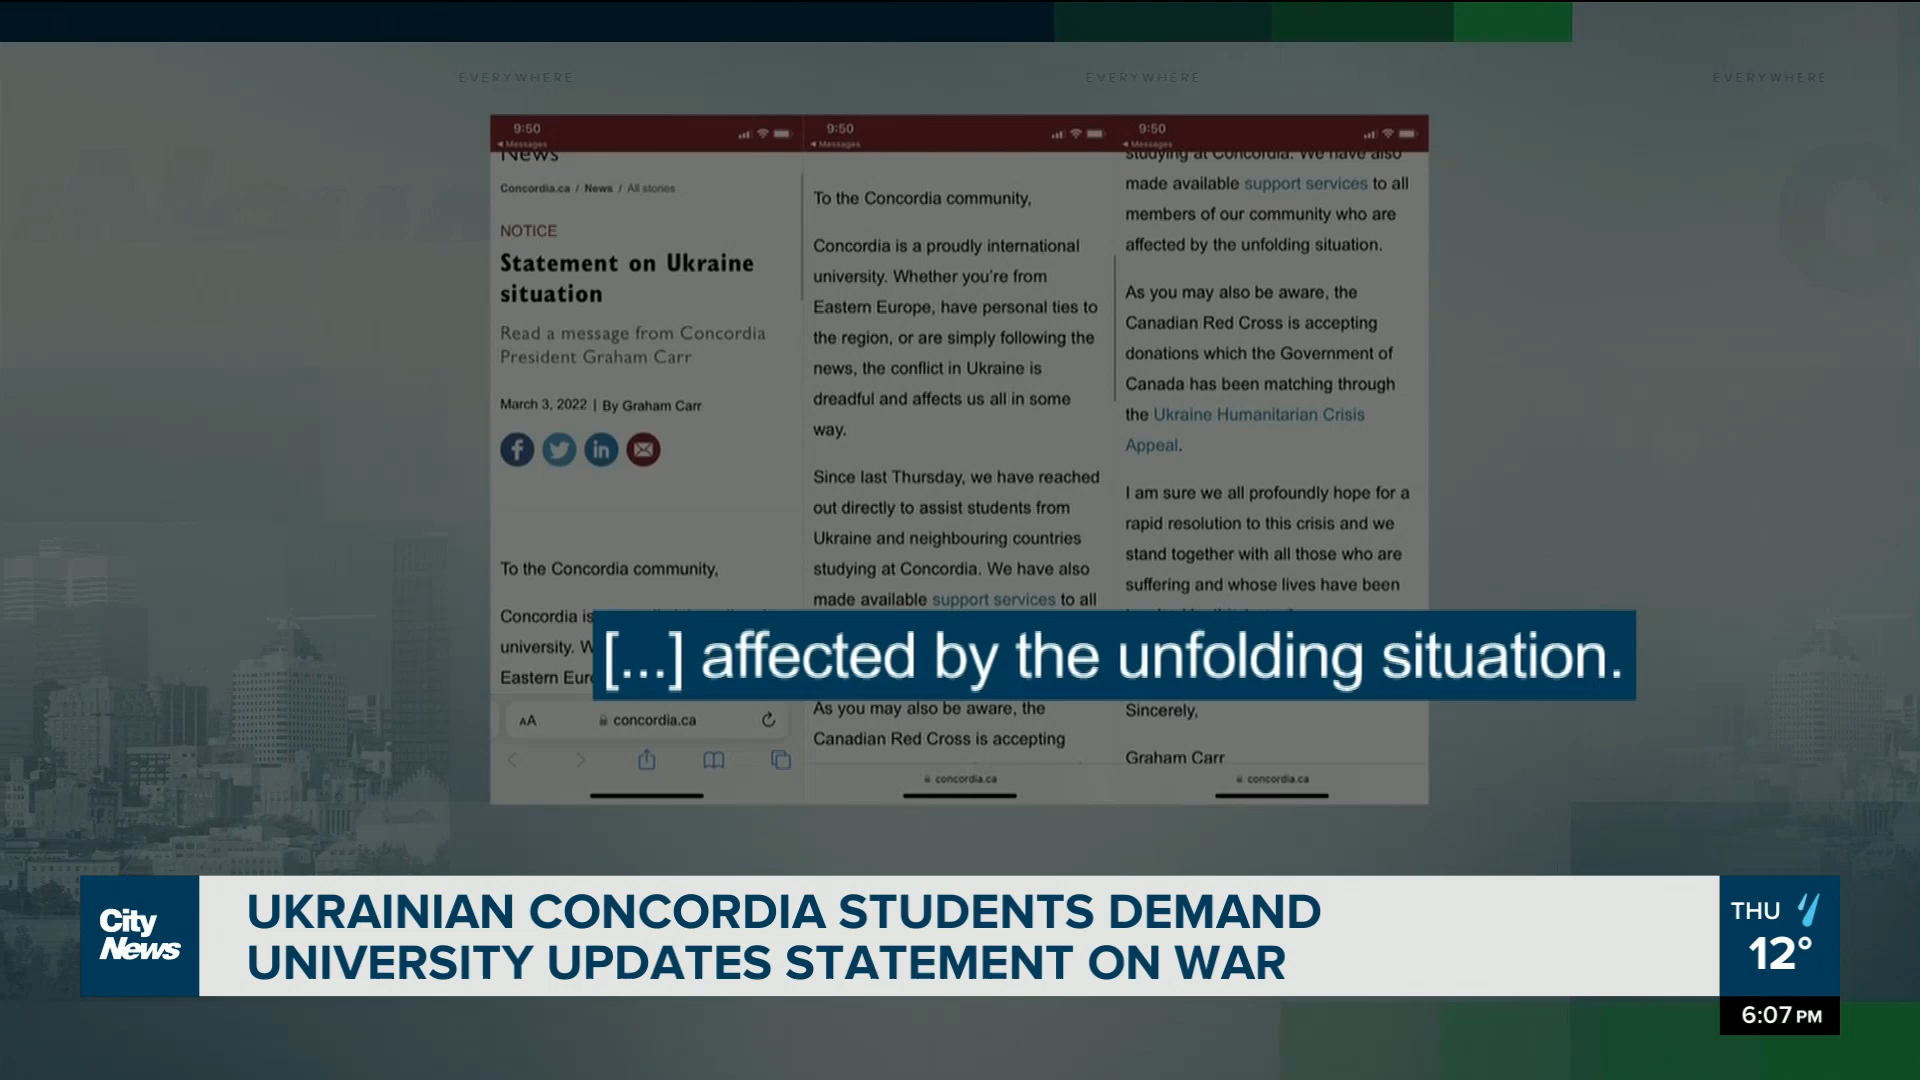 EVERYWHERE
EVERYWHERE
EVERYWHERE
9:50
Messages
News
Concordia.ca / News / All stories
NOTICE
Statement on Ukraine
situation
Read a message from Concordia
President Graham Carr
March 3, 2022 | By Graham Carr
f
in
To the Concordia community,
Concordia is
university. W
Eastern Eur
AA
concordia.ca
9:50
Messages
To the Concordia community,
Concordia is a proudly international
university. Whether you're from
Eastern Europe, have personal ties to
the region, or are simply following the
news, the conflict in Ukraine is
dreadful and affects us all in some
way.
Since last Thursday, we have reached
out directly to assist students from
Ukraine and neighbouring countries
studying at Concordia. We have also
made available support services to all
As you may also be aware, the
Canadian Red Cross is accepting
concordia.ca
9:50
Messages
studying at Concordia. We have also
made available support services to all
members of our community who are
affected by the unfolding situation.
As you may also be aware, the
Canadian Red Cross is accepting
donations which the Government of
Canada has been matching through
the Ukraine Humanitarian Crisis
Appeal.
I am sure we all profoundly hope for a
rapid resolution to this crisis and we
stand together with all those who are
suffering and whose lives have been
Sincerely,
Graham Carr
concordia.ca
[...] affected by the unfolding situation.
City
News
UKRAINIAN CONCORDIA STUDENTS DEMAND
UNIVERSITY UPDATES STATEMENT ON WAR
THU
12°
6:07 PM